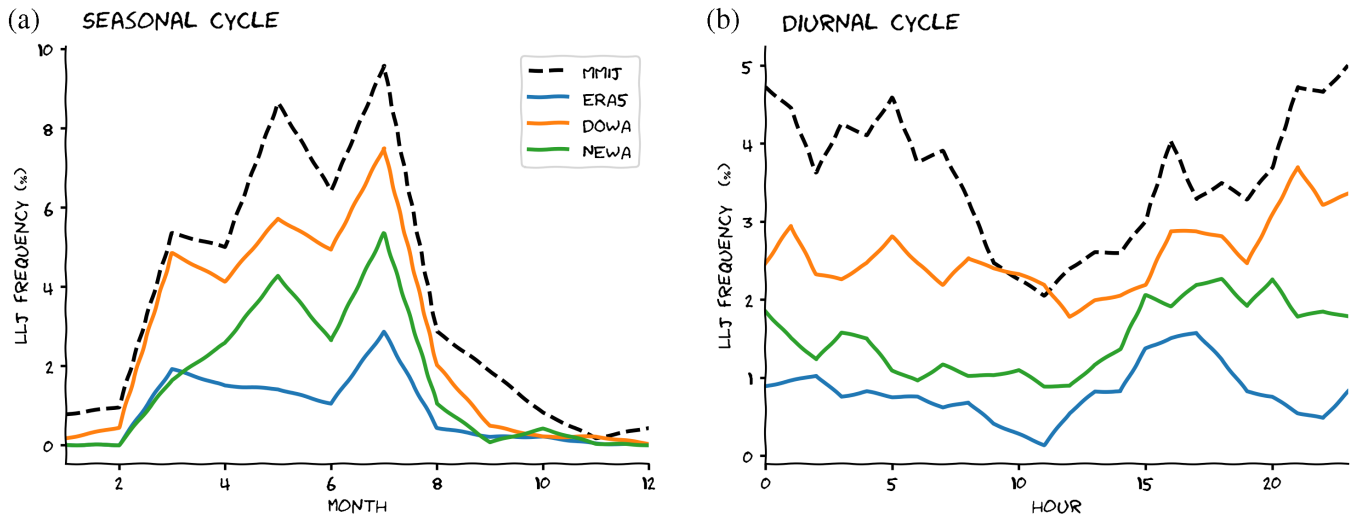 (a) SEASONAL CYCLE
10
8
6
4
2
0
LLJ FREQUENCY (%)
MMIJ
ERA5
DOWA
NEWA
2 4 6 8 10 12
MONTH
(b) DIURNAL CYCLE
5
4
3
2
1
0
LLJ FREQUENCY (%)
0 5 10 15 20
HOUR